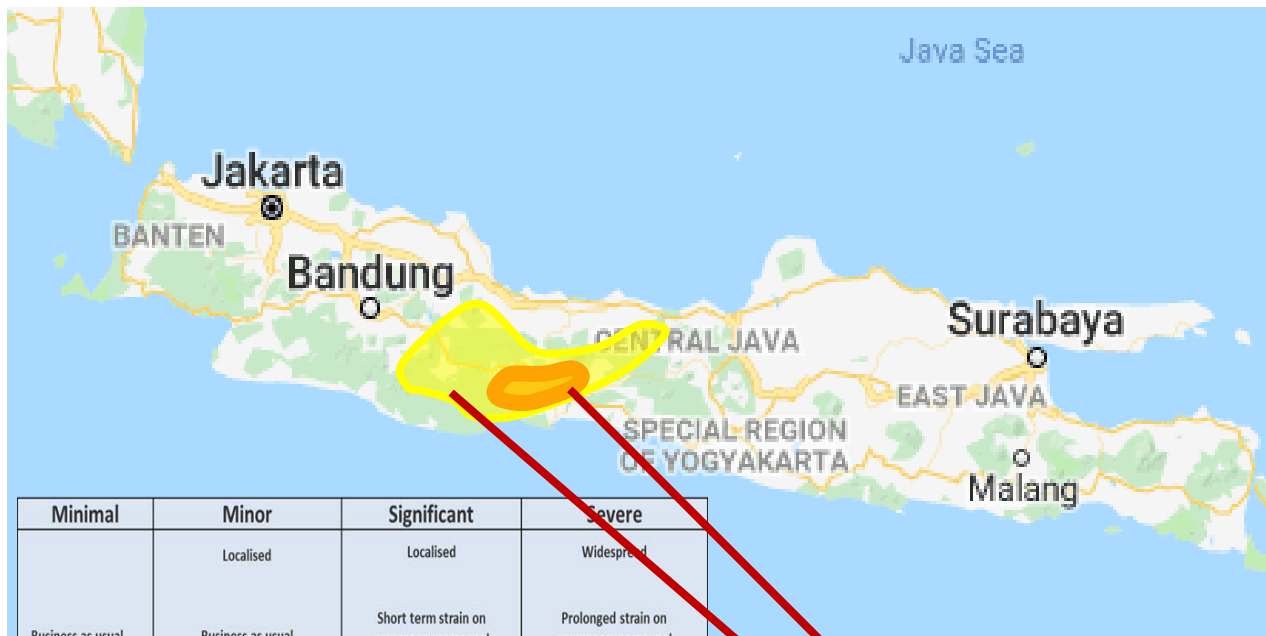 Java Sea
Jakarta
BANTEN
Bandung
CENTRAL JAVA
Surabaya
EAST JAVA
SPECIAL REGION
OF YOGYAKARTA
Malang
Minimal Minor Significant Severe
Localised Localised Widespread
Short term strain on Prolonged strain on
Business as usual Business as usual